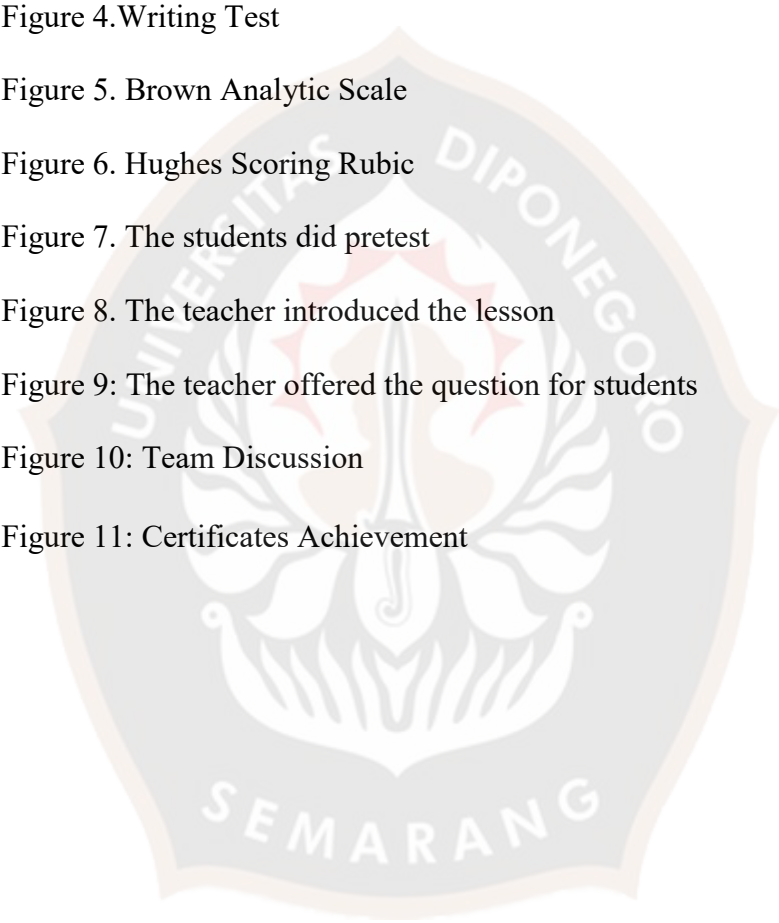 Figure 4.Writing Test
Figure 5. Brown Analytic Scale
Figure 6. Hughes Scoring Rubic
Figure 7. The students did pretest
Figure 8. The teacher introduced the lesson
Figure 9: The teacher offered the question for students
Figure 10: Team Discussion
Figure 11: Certificates Achievement
UNIVERSITAS DIPONEGORO
SEMARANG